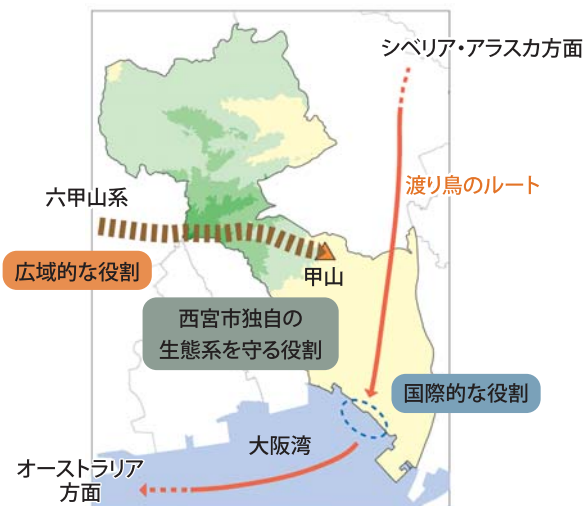 シベリア・アラスカ方面
渡り鳥のルート
六甲山系
広域的な役割
甲山
西宮市独自の
生態系を守る役割
国際的な役割
大阪湾
オーストラリア
方面